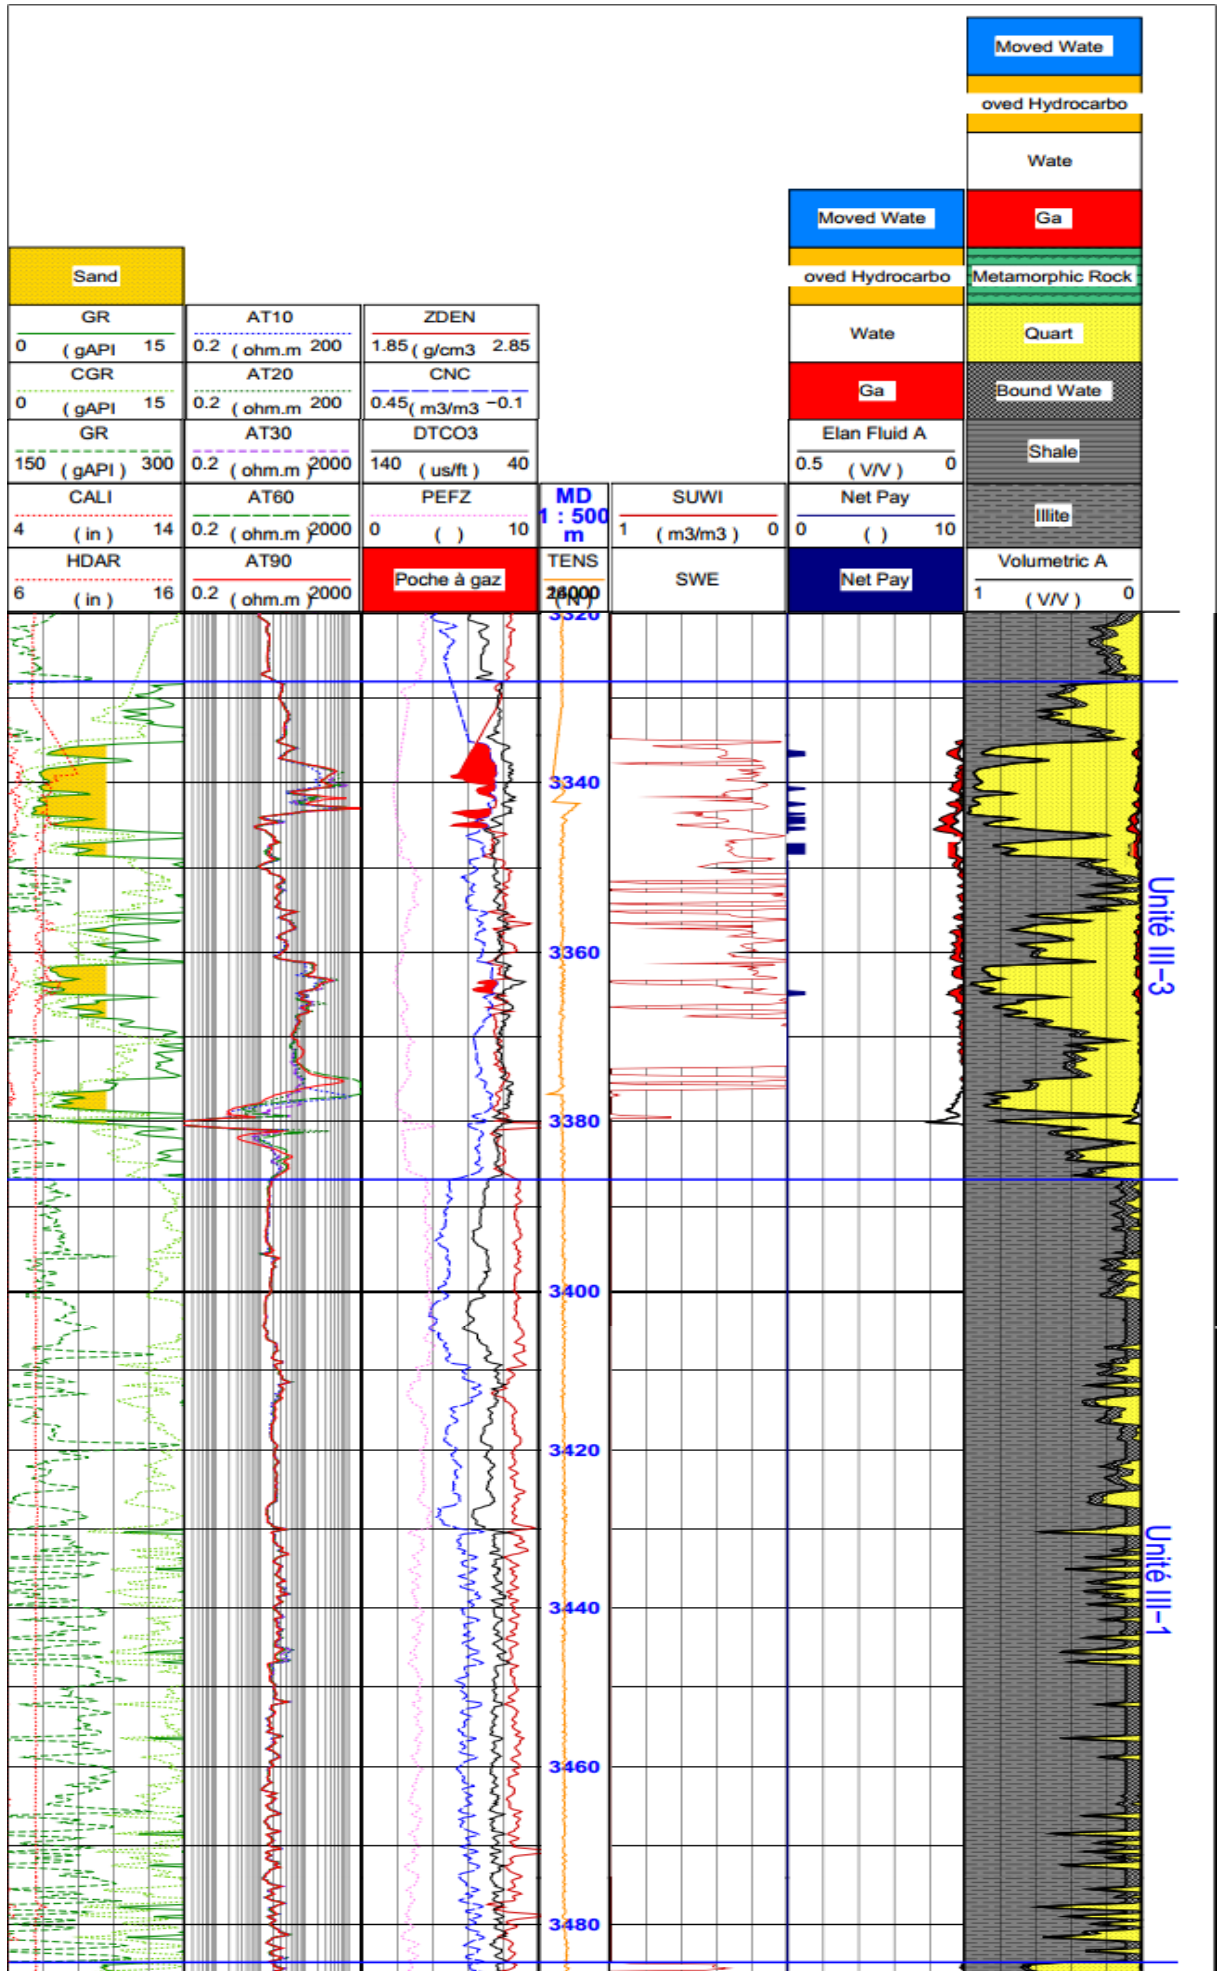 Moved Wate
oved Hydrocarbo
Wate
Moved Wate
Ga
Sand
oved Hydrocarbo
Metamorphic Rock
GR
0 ( gAPI 15
AT10
0.2 ( ohm.m 200
ZDEN
1.85 ( g/cm3 2.85
Wate
Quart
CGR
0 ( gAPI 15
AT20
0.2 ( ohm.m 200
CNC
0.45 ( m3/m3 −0.1
Ga
Bound Wate
GR
150 ( gAPI ) 300
AT30
0.2 ( ohm.m ) 2000
DTCO3
140 ( us/ft ) 40
Elan Fluid A
0.5 ( V/V ) 0
Shale
CALI
4 ( in ) 14
AT60
0.2 ( ohm.m ) 2000
PEFZ
0 ( ) 10
MD
1 : 500
m
SUWI
1 ( m3/m3 ) 0
Net Pay
0 ( ) 10
Illite
HDAR
6 ( in ) 16
AT90
0.2 ( ohm.m ) 2000
Poche à gaz
TENS
( N )
SWE
Net Pay
Volumetric A
1 ( V/V ) 0
3320
3340
3360
Unité III−3
3380
3400
3420
3440
Unité III−1
3460
3480